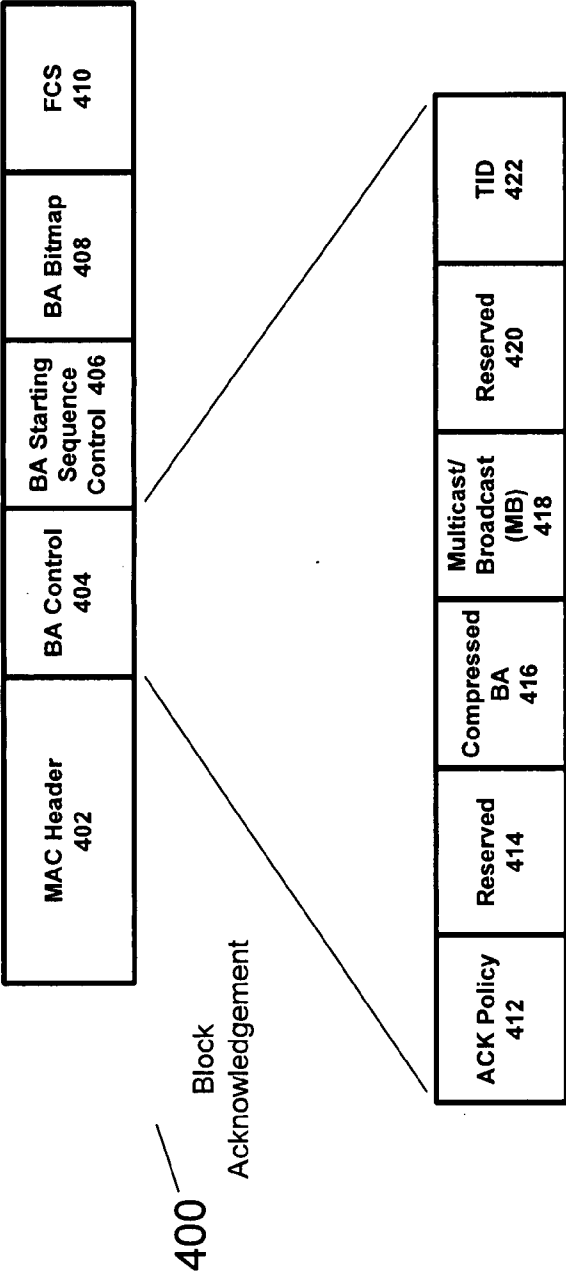 400
Block
Acknowledgement
MAC Header
402
BA Control
404
BA Starting
Sequence
Control 406
BA Bitmap
408
FCS
410
ACK Policy
412
Reserved
414
Compressed
BA
416
Multicast/
Broadcast
(MB)
418
Reserved
420
TID
422